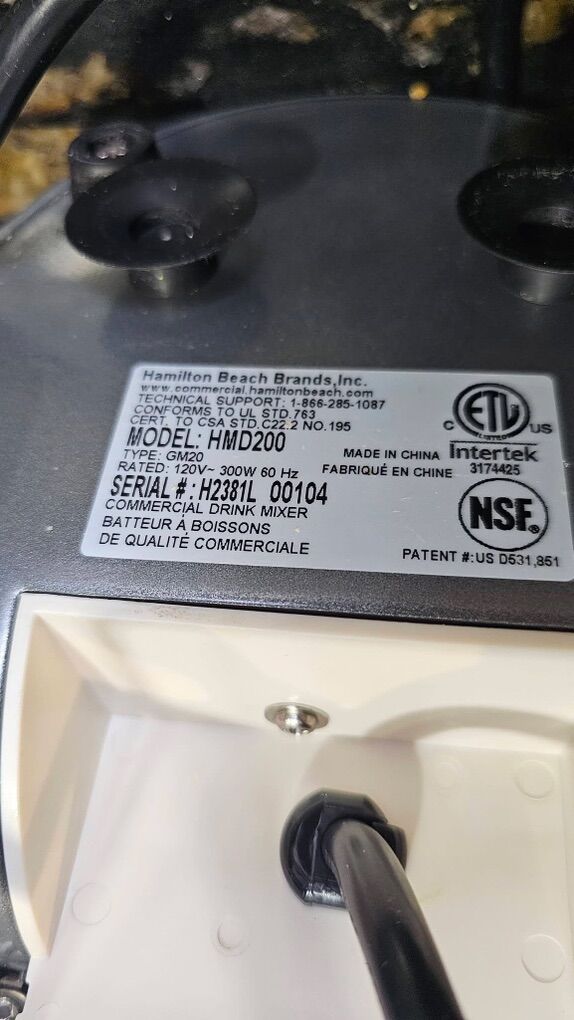 Hamilton Beach Brands,Inc.
www.commercial.hamiltonbeach.com
TECHNICAL SUPPORT: 1-866-285-1087
CONFORMS TO UL STD.763
CERT. TO CSA STD.C22.2 NO.195
MODEL: HMD200
TYPE: GM20
RATED: 120V~ 300W 60 Hz
SERIAL#: H2381L 00104
COMMERCIAL DRINK MIXER
BATTEUR À BOISSONS
DE QUALITÉ COMMERCIALE
MADE IN CHINA
FABRIQUÉ EN CHINE
C ETL US
LISTED
Intertek
3174425
NSF®
PATENT #:US D531,851